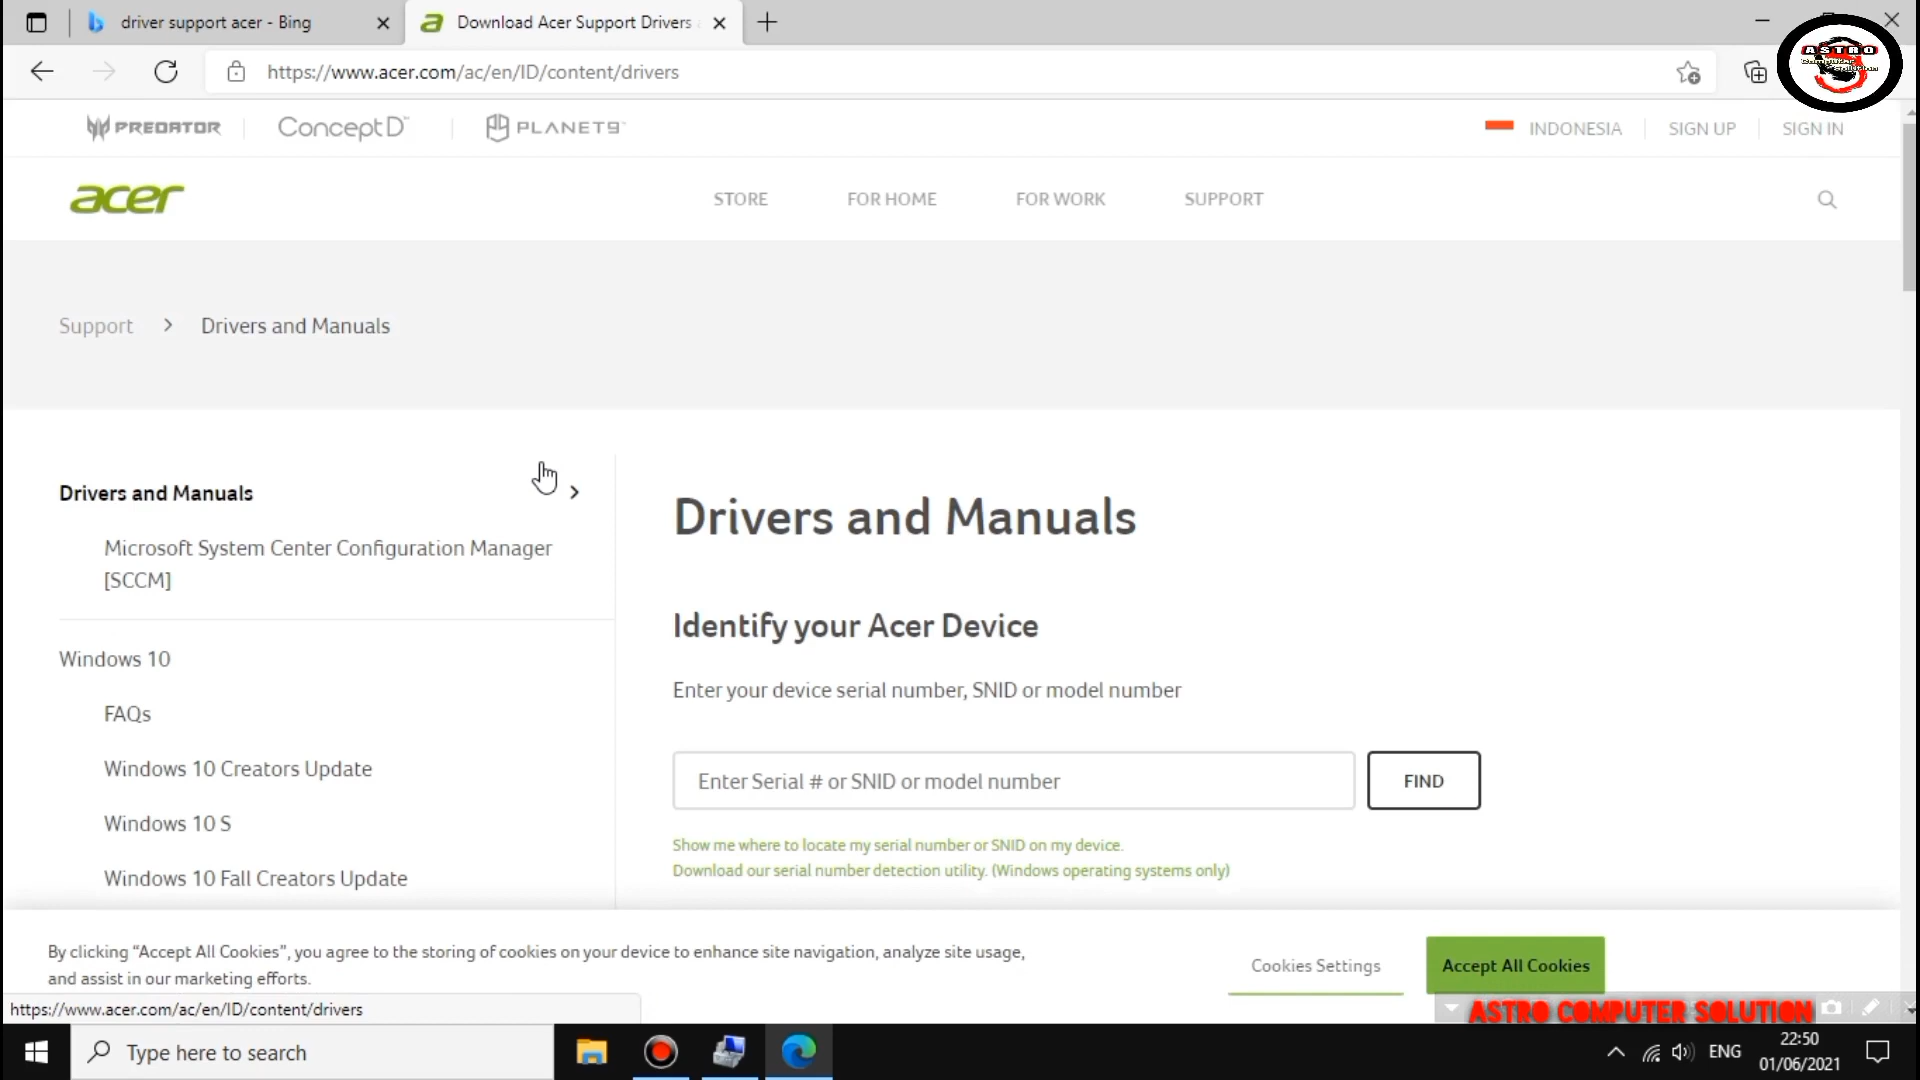 driver support acer - Bing
Download Acer Support Drivers
https://www.acer.com/ac/en/ID/content/drivers
ASTRO
Computer
Solution
PREDATOR
ConceptD™
PLANET9™
INDONESIA
SIGN UP
SIGN IN
acer
STORE
FOR HOME
FOR WORK
SUPPORT
Support > Drivers and Manuals
Drivers and Manuals
Microsoft System Center Configuration Manager
[SCCM]
Windows 10
FAQs
Windows 10 Creators Update
Windows 10 S
Windows 10 Fall Creators Update
Drivers and Manuals
Identify your Acer Device
Enter your device serial number, SNID or model number
Enter Serial # or SNID or model number
FIND
Show me where to locate my serial number or SNID on my device.
Download our serial number detection utility. (Windows operating systems only)
By clicking “Accept All Cookies”, you agree to the storing of cookies on your device to enhance site navigation, analyze site usage,
and assist in our marketing efforts.
Cookies Settings
Accept All Cookies
https://www.acer.com/ac/en/ID/content/drivers
ASTRO COMPUTER SOLUTION
Type here to search
ENG
22:50
01/06/2021